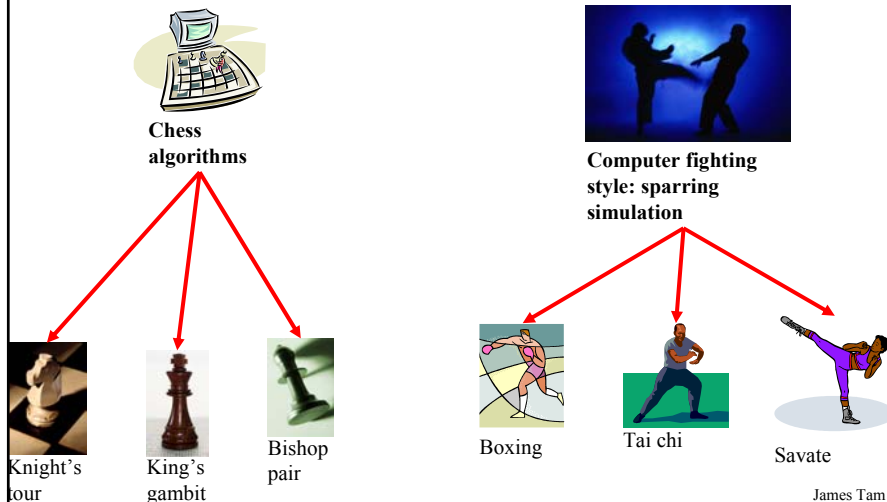 Chess
algorithms
Computer fighting
style: sparring
simulation
Knight's
tour
King's
gambit
Bishop
pair
Boxing
Tai chi
Savate
James Tam